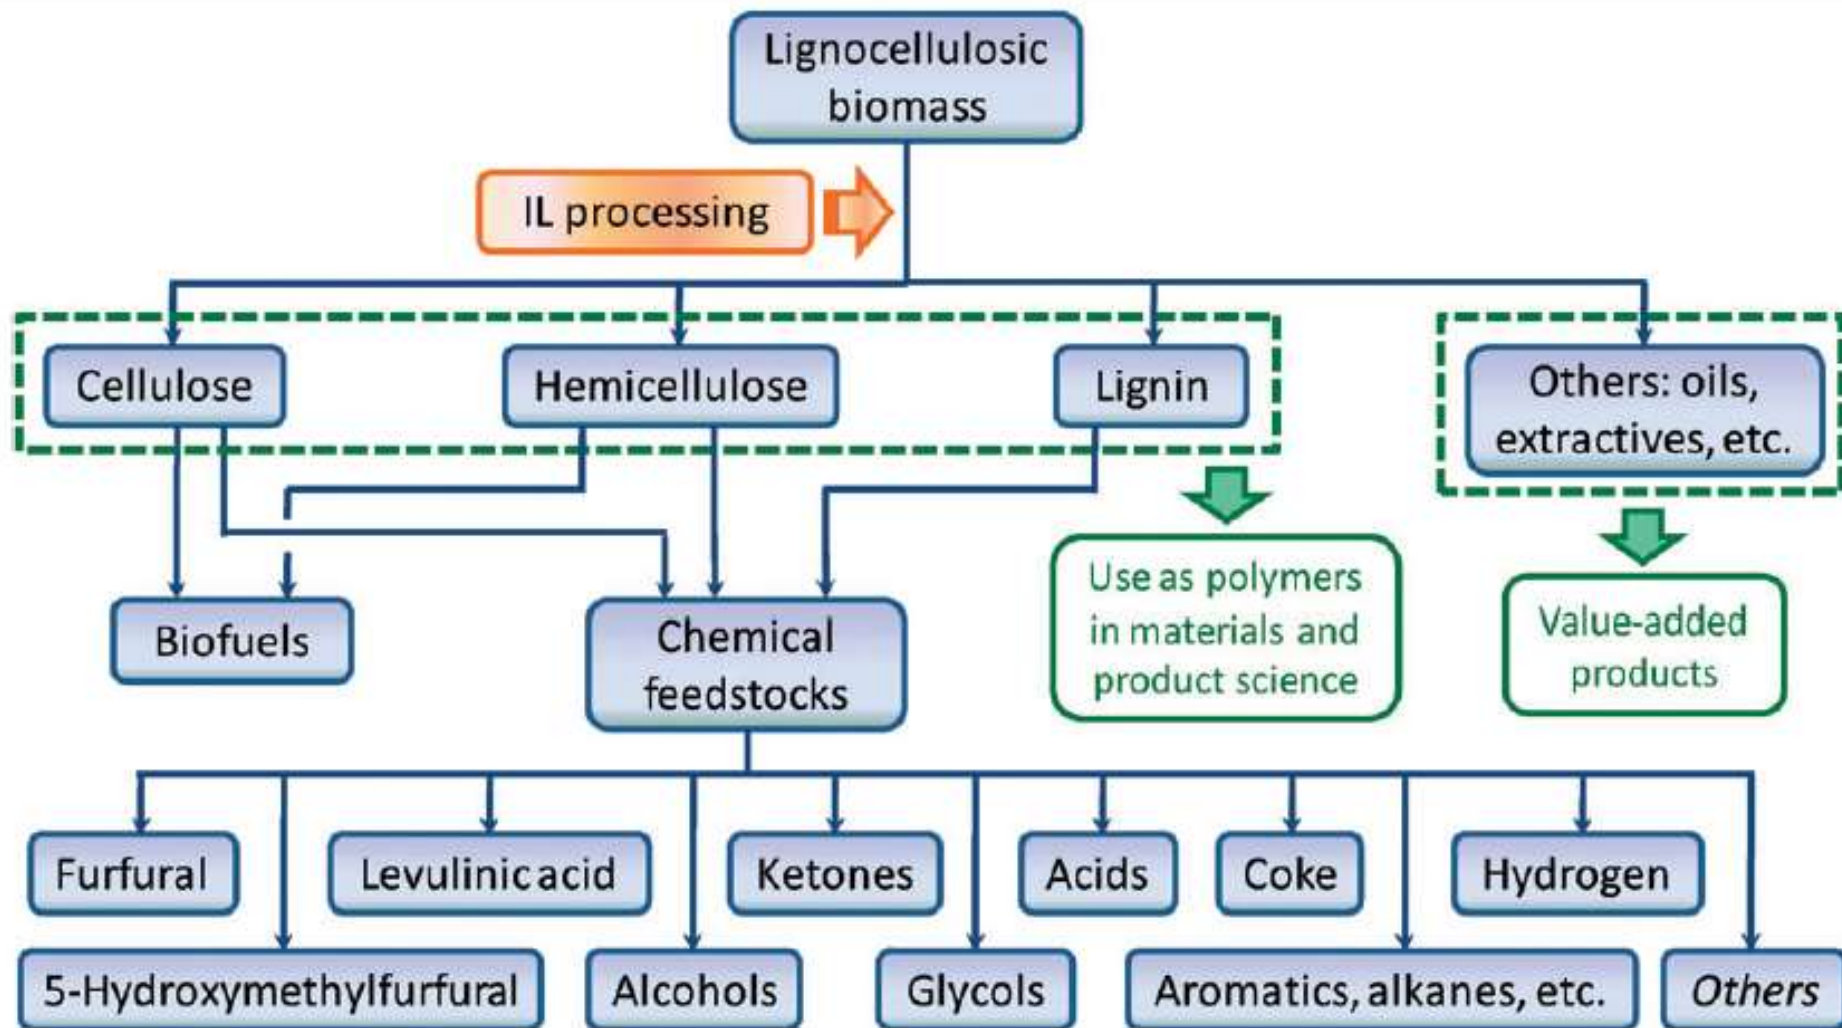 Lignocellulosic
biomass
IL processing
Cellulose
Hemicellulose
Lignin
Others: oils,
extractives, etc.
Use as polymers
in materials and
product science
Value-added
products
Biofuels
Chemical
feedstocks
Furfural
Levulinic acid
Ketones
Acids
Coke
Hydrogen
5-Hydroxymethylfurfural
Alcohols
Glycols
Aromatics, alkanes, etc.
Others